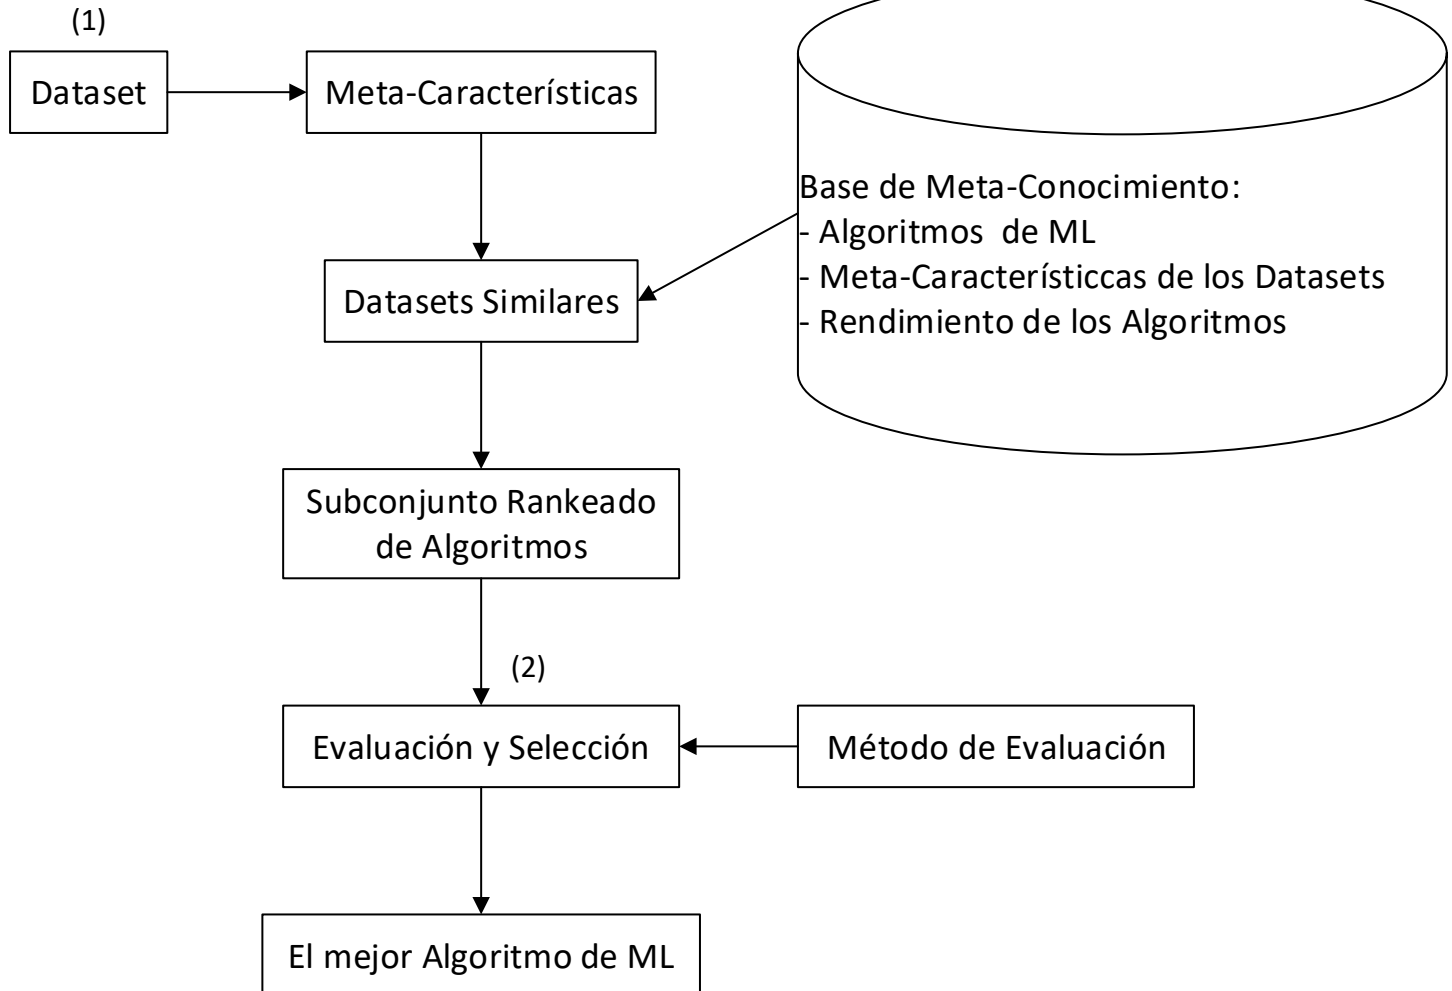 (1)
Dataset
Meta-Características
Base de Meta-Conocimiento:
- Algoritmos de ML
- Meta-Característiccas de los Datasets
- Rendimiento de los Algoritmos
Datasets Similares
Subconjunto Rankeado
de Algoritmos
(2)
Evaluación y Selección
Método de Evaluación
El mejor Algoritmo de ML